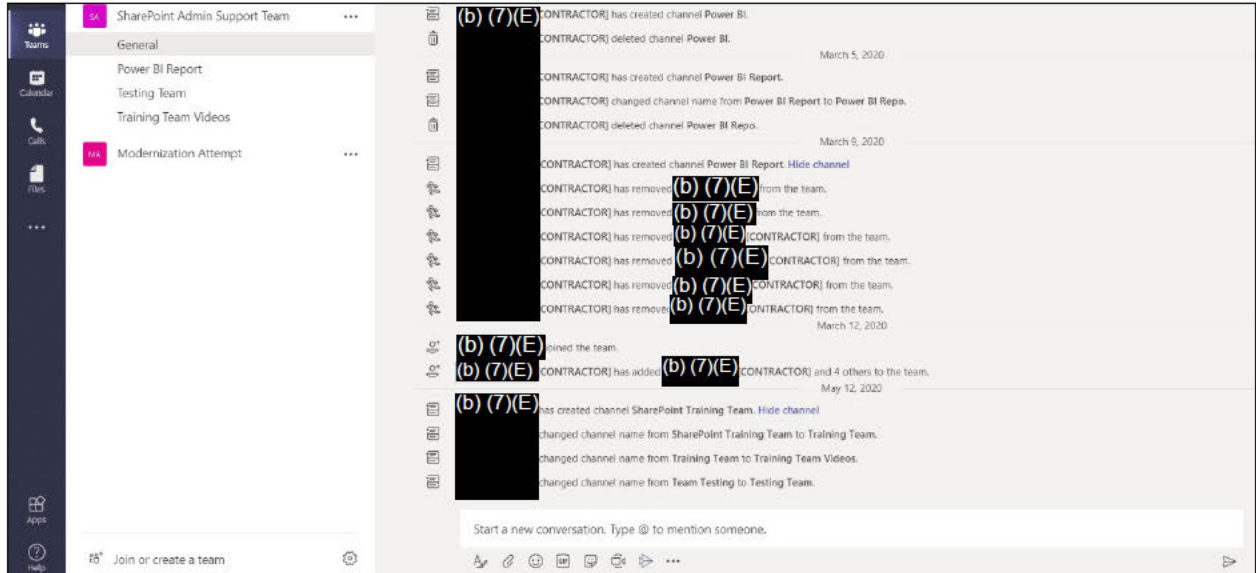 Teams
Calendar
Calls
Files
Apps
Help
SA SharePoint Admin Support Team
General
Power BI Report
Testing Team
Training Team Videos
MA Modernization Attempt
Join or create a team
(b) (7)(E) CONTRACTOR] has created channel Power BI.
CONTRACTOR] deleted channel Power BI.
March 5, 2020
CONTRACTOR] has created channel Power BI Report.
CONTRACTOR] changed channel name from Power BI Report to Power BI Repo.
CONTRACTOR] deleted channel Power BI Repo.
March 9, 2020
CONTRACTOR] has created channel Power BI Report. Hide channel
CONTRACTOR] has removed (b) (7)(E) from the team.
CONTRACTOR] has removed (b) (7)(E) from the team.
CONTRACTOR] has removed (b) (7)(E) [CONTRACTOR] from the team.
CONTRACTOR] has removed (b) (7)(E) CONTRACTOR] from the team.
CONTRACTOR] has removed (b) (7)(E) CONTRACTOR] from the team.
CONTRACTOR] has remove (b) (7)(E) ONTRACTOR] from the team.
March 12, 2020
(b) (7)(E) joined the team.
(b) (7)(E) CONTRACTOR] has added (b) (7)(E) CONTRACTOR] and 4 others to the team.
May 12, 2020
(b) (7)(E) has created channel SharePoint Training Team. Hide channel
changed channel name from SharePoint Training Team to Training Team.
changed channel name from Training Team to Training Team Videos.
changed channel name from Team Testing to Testing Team.
Start a new conversation. Type @ to mention someone.
GIF